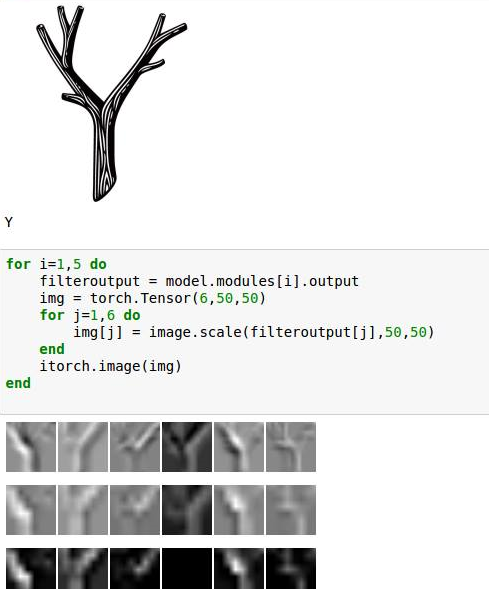 Y
for i=1,5 do
    filteroutput = model.modules[i].output
    img = torch.Tensor(6,50,50)
    for j=1,6 do
        img[j] = image.scale(filteroutput[j],50,50)
    end
    itorch.image(img)
end